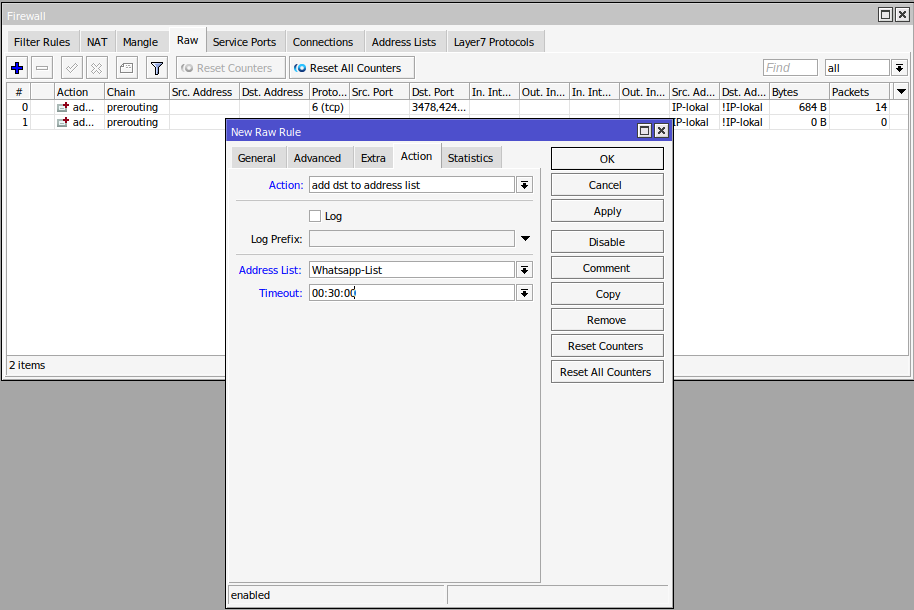 Firewall
Filter Rules NAT Mangle Raw Service Ports Connections Address Lists Layer7 Protocols
Reset Counters Reset All Counters Find all
# Action Chain Src. Address Dst. Address Proto... Src. Port Dst. Port In. Int... Out. In... In. Int... Out. In... Src. Ad... Dst. Ad... Bytes Packets
0 ad... prerouting 6 (tcp) 3478,424... IP-lokal !IP-lokal 684 B 14
1 ad... prerouting IP-lokal !IP-lokal 0 B 0
2 items
New Raw Rule
General Advanced Extra Action Statistics
Action: add dst to address list
Log
Log Prefix:
Address List: Whatsapp-List
Timeout: 00:30:00
OK
Cancel
Apply
Disable
Comment
Copy
Remove
Reset Counters
Reset All Counters
enabled